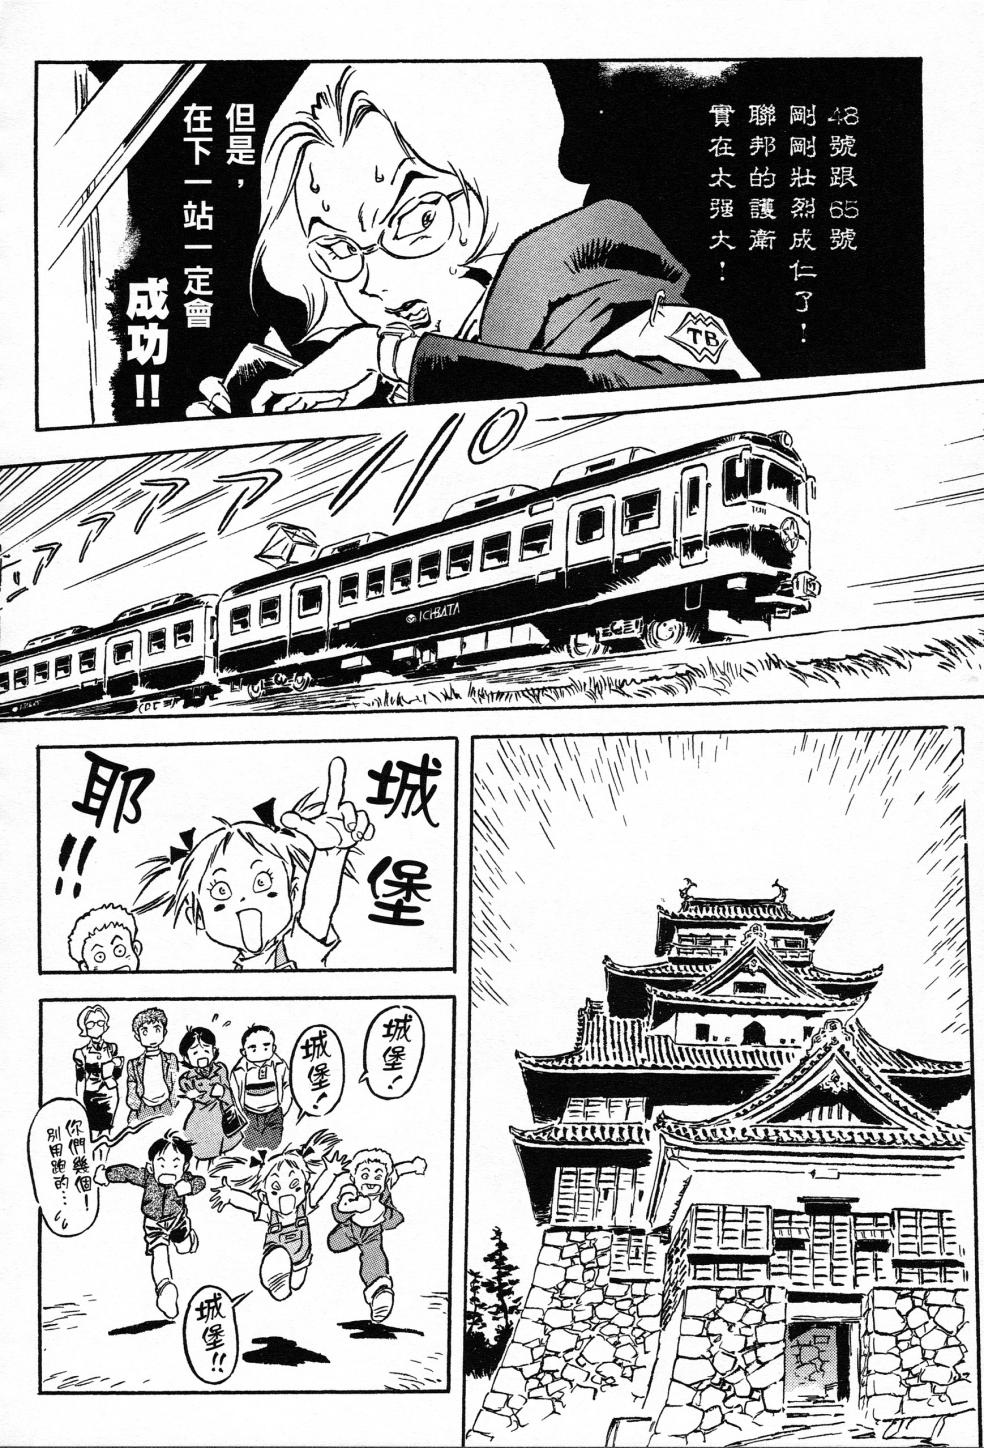 48號跟65號
剛剛壯烈成仁了！
聯邦的護衛
實在太强大！
但是，
在下一站一定會
成功!!
TB
ICHBATA
城堡
耶!!
城堡！
城堡！
你們幾個！
別用跑的…
城堡!!